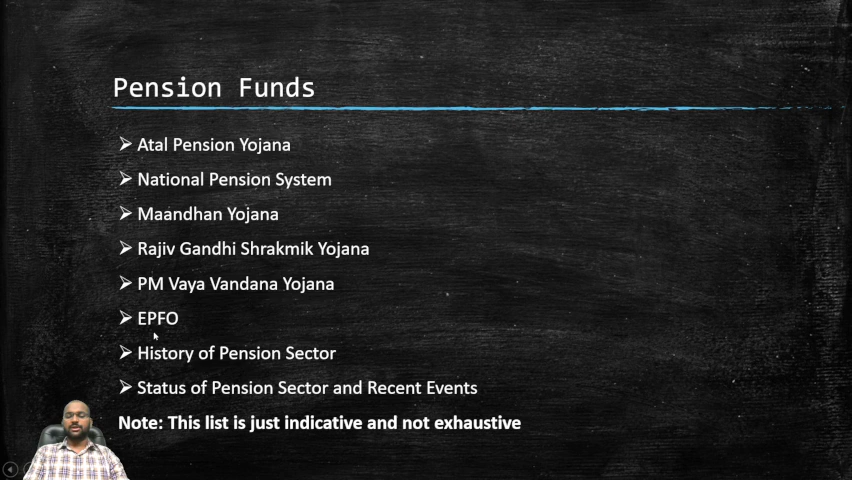 Pension Funds
Atal Pension Yojana
National Pension System
Maandhan Yojana
Rajiv Gandhi Shrakmik Yojana
PM Vaya Vandana Yojana
EPFO
History of Pension Sector
Status of Pension Sector and Recent Events
Note: This list is just indicative and not exhaustive